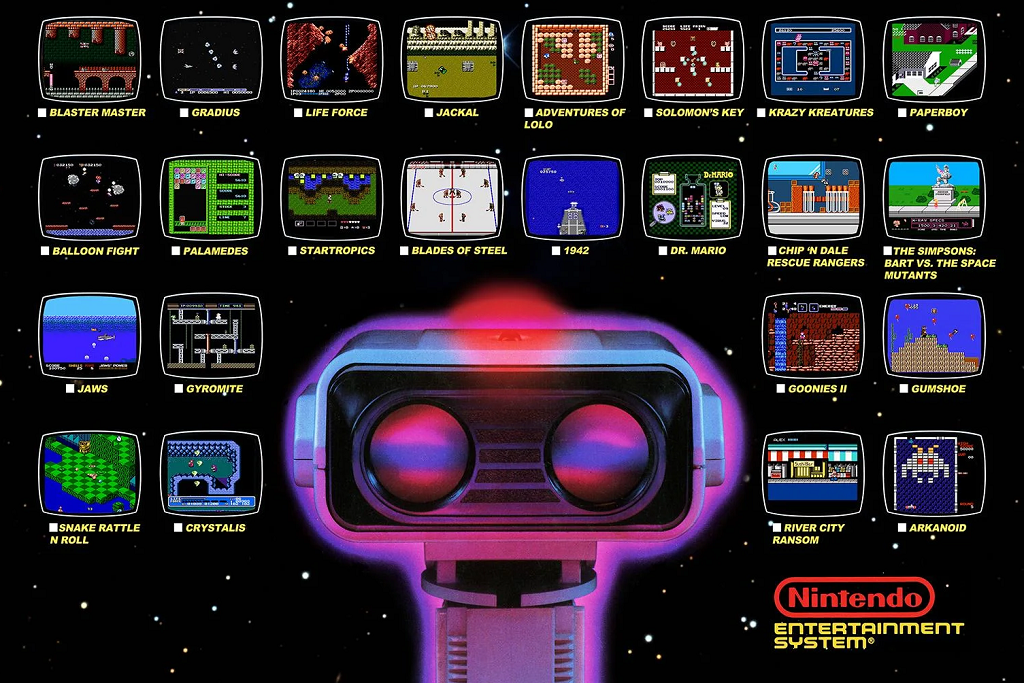 BLASTER MASTER
GRADIUS
LIFE FORCE
JACKAL
ADVENTURES OF
LOLO
SOLOMON'S KEY
KRAZY KREATURES
PAPERBOY
BALLOON FIGHT
PALAMEDES
STARTROPICS
BLADES OF STEEL
1942
DR. MARIO
CHIP 'N DALE
RESCUE RANGERS
THE SIMPSONS:
BART VS. THE SPACE
MUTANTS
JAWS
GYROMITE
GOONIES II
GUMSHOE
SNAKE RATTLE
N ROLL
CRYSTALIS
RIVER CITY
RANSOM
ARKANOID
Nintendo
ENTERTAINMENT
SYSTEM®